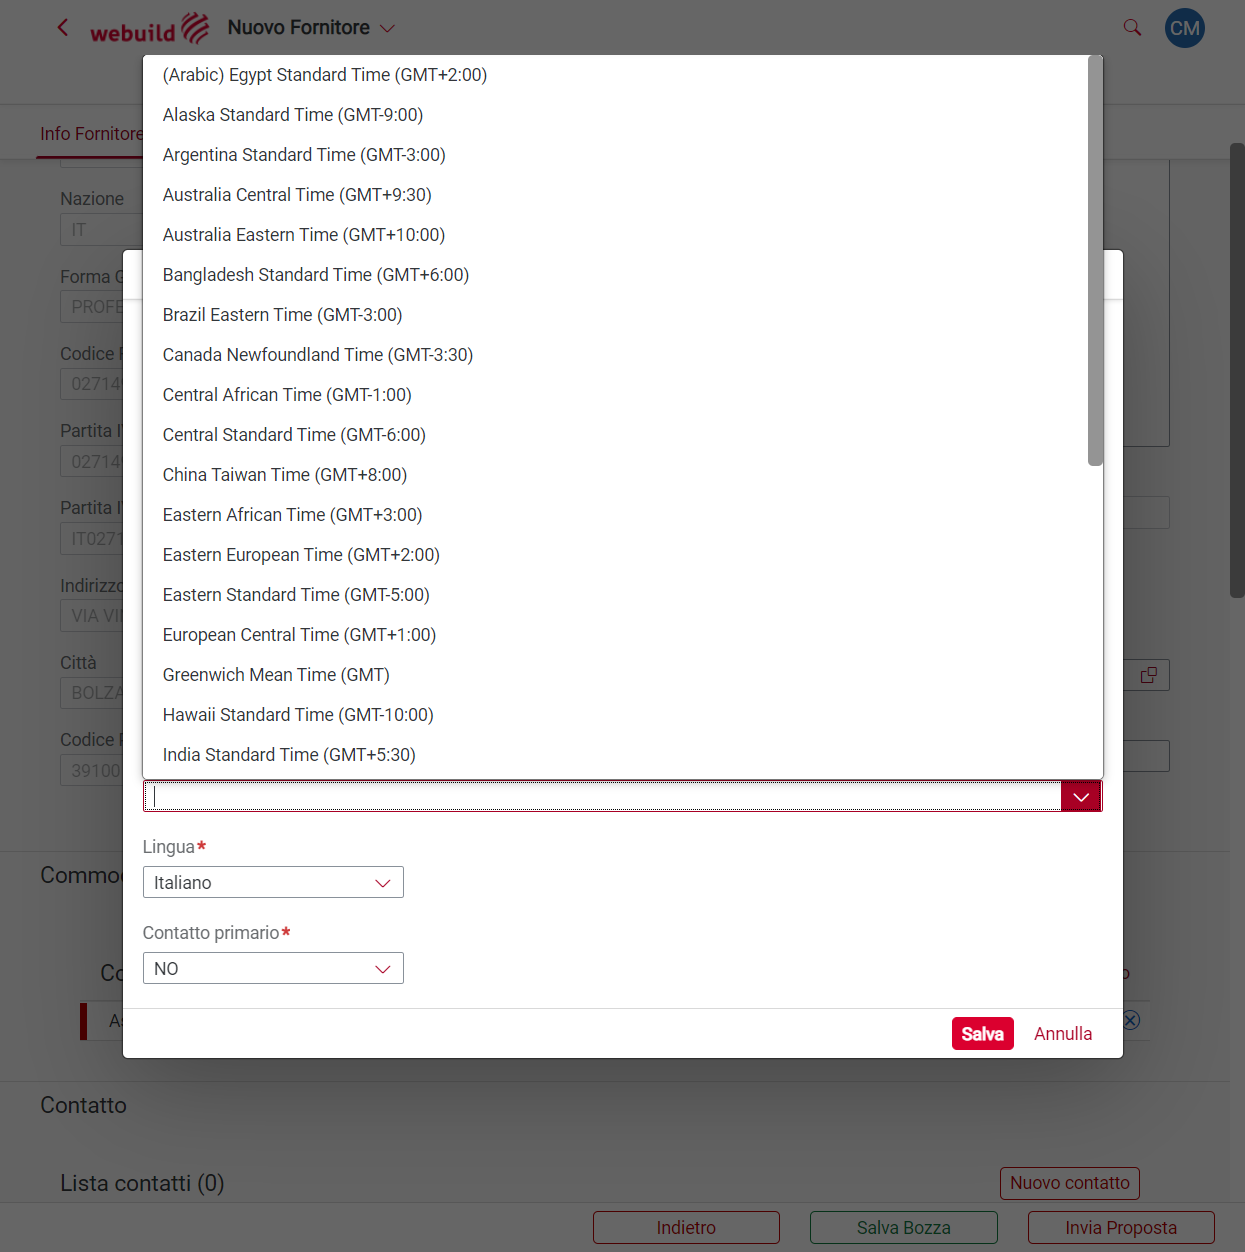 webuild Nuovo Fornitore
CM
Info Fornitore
(Arabic) Egypt Standard Time (GMT+2:00)
Alaska Standard Time (GMT-9:00)
Argentina Standard Time (GMT-3:00)
Australia Central Time (GMT+9:30)
Australia Eastern Time (GMT+10:00)
Bangladesh Standard Time (GMT+6:00)
Brazil Eastern Time (GMT-3:00)
Canada Newfoundland Time (GMT-3:30)
Central African Time (GMT-1:00)
Central Standard Time (GMT-6:00)
China Taiwan Time (GMT+8:00)
Eastern African Time (GMT+3:00)
Eastern European Time (GMT+2:00)
Eastern Standard Time (GMT-5:00)
European Central Time (GMT+1:00)
Greenwich Mean Time (GMT)
Hawaii Standard Time (GMT-10:00)
India Standard Time (GMT+5:30)
Nazione
IT
Forma
PROFE
Codice
02714
Partita
02714
Partita
IT0271
Indirizzo
VIA VI
Città
BOLZA
Codice
39100
Lingua*
Italiano
Contatto primario*
NO
Salva
Annulla
Commo
Co
As
Contatto
Lista contatti (0)
Nuovo contatto
Indietro
Salva Bozza
Invia Proposta